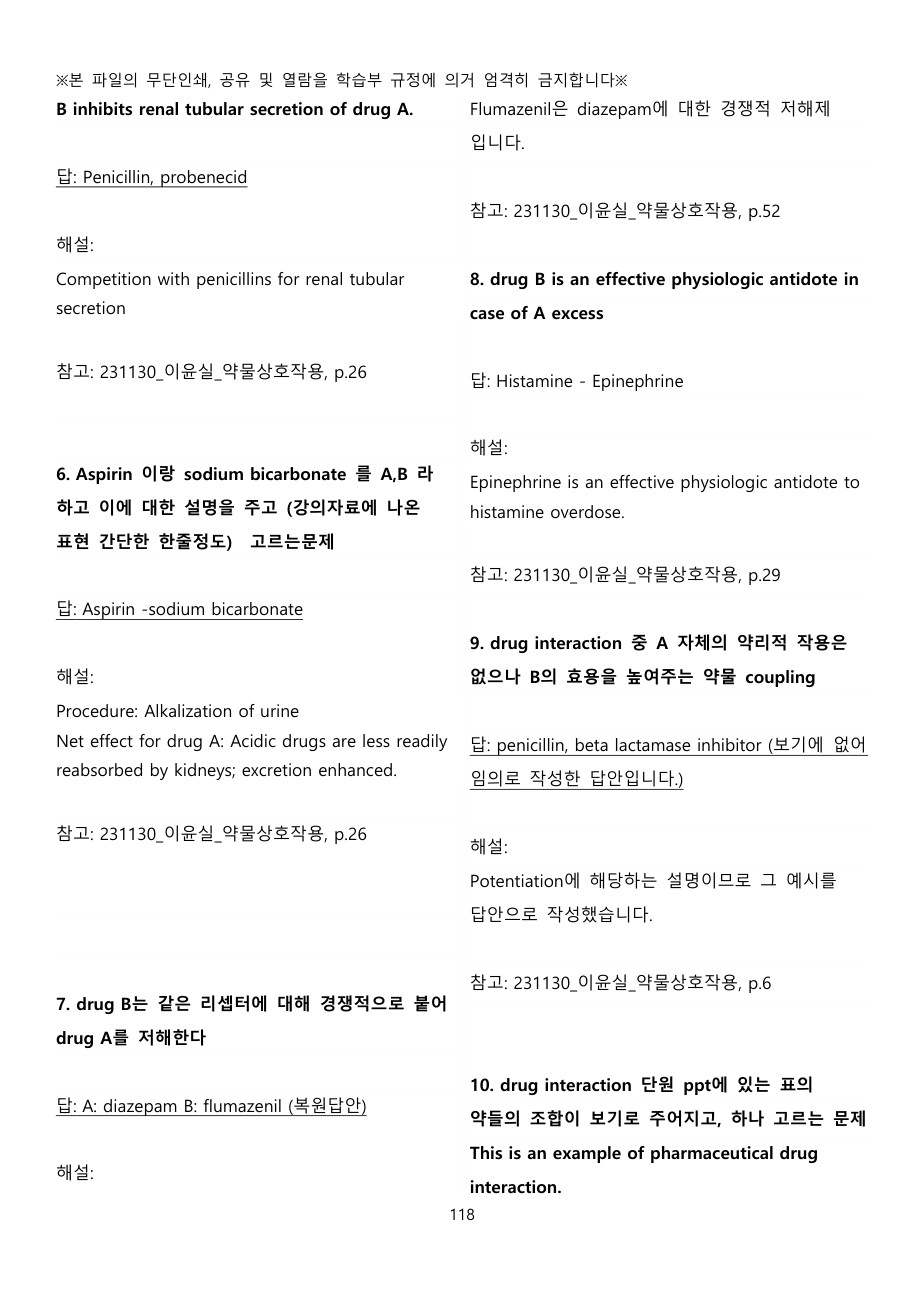 ※본 파일의 무단인쇄, 공유 및 열람을 학습부 규정에 의거 엄격히 금지합니다※
B inhibits renal tubular secretion of drug A.
답: Penicillin, probenecid
해설:
Competition with penicillins for renal tubular
secretion
참고: 231130_이윤실_약물상호작용, p.26
6. Aspirin 이랑 sodium bicarbonate 를 A,B 라
하고 이에 대한 설명을 주고 (강의자료에 나온
표현 간단한 한줄정도) 고르는문제
답: Aspirin -sodium bicarbonate
해설:
Procedure: Alkalization of urine
Net effect for drug A: Acidic drugs are less readily
reabsorbed by kidneys; excretion enhanced.
참고: 231130_이윤실_약물상호작용, p.26
7. drug B는 같은 리셉터에 대해 경쟁적으로 붙어
drug A를 저해한다
답: A: diazepam B: flumazenil (복원답안)
해설:
Flumazenil은 diazepam에 대한 경쟁적 저해제
입니다.
참고: 231130_이윤실_약물상호작용, p.52
8. drug B is an effective physiologic antidote in
case of A excess
답: Histamine - Epinephrine
해설:
Epinephrine is an effective physiologic antidote to
histamine overdose.
참고: 231130_이윤실_약물상호작용, p.29
9. drug interaction 중 A 자체의 약리적 작용은
없으나 B의 효용을 높여주는 약물 coupling
답: penicillin, beta lactamase inhibitor (보기에 없어
임의로 작성한 답안입니다.)
해설:
Potentiation에 해당하는 설명이므로 그 예시를
답안으로 작성했습니다.
참고: 231130_이윤실_약물상호작용, p.6
10. drug interaction 단원 ppt에 있는 표의
약들의 조합이 보기로 주어지고, 하나 고르는 문제
This is an example of pharmaceutical drug
interaction.
118